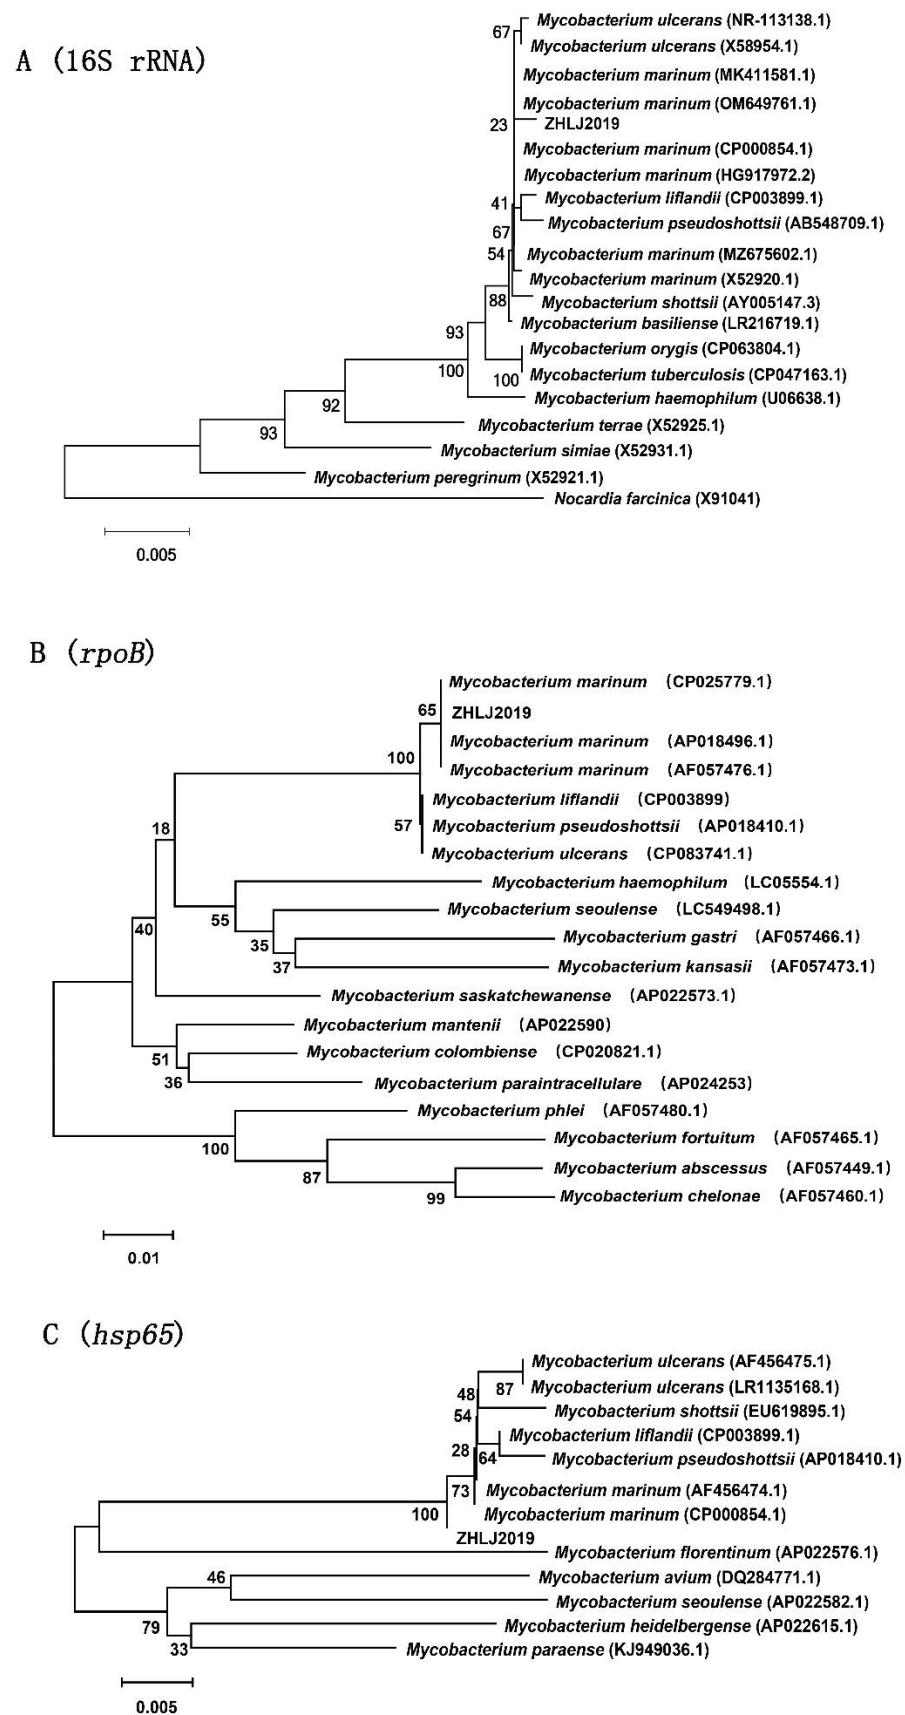 A (16S rRNA)
Mycobacterium ulcerans (NR-113138.1)
67
Mycobacterium ulcerans (X58954.1)
Mycobacterium marinum (MK411581.1)
Mycobacterium marinum (OM649761.1)
23
ZHLJ2019
Mycobacterium marinum (CP000854.1)
Mycobacterium marinum (HG917972.2)
Mycobacterium liflandii (CP003899.1)
41
Mycobacterium pseudoshottsii (AB548709.1)
67
54
Mycobacterium marinum (MZ675602.1)
Mycobacterium marinum (X52920.1)
88
Mycobacterium shottsii (AY005147.3)
Mycobacterium basiliense (LR216719.1)
93
Mycobacterium orygis (CP063804.1)
100
100
Mycobacterium tuberculosis (CP047163.1)
Mycobacterium haemophilum (U06638.1)
92
Mycobacterium terrae (X52925.1)
93
Mycobacterium simiae (X52931.1)
Mycobacterium peregrinum (X52921.1)
Nocardia farcinica (X91041)
0.005
B (rpoB)
Mycobacterium marinum (CP025779.1)
65
ZHLJ2019
Mycobacterium marinum (AP018496.1)
100
Mycobacterium marinum (AF057476.1)
Mycobacterium liflandii (CP003899)
57
Mycobacterium pseudoshottsii (AP018410.1)
18
Mycobacterium ulcerans (CP083741.1)
Mycobacterium haemophilum (LC05554.1)
55
Mycobacterium seoulense (LC549498.1)
40
Mycobacterium gastri (AF057466.1)
35
37
Mycobacterium kansasii (AF057473.1)
Mycobacterium saskatchewanense (AP022573.1)
Mycobacterium mantenii (AP022590)
51
Mycobacterium colombiense (CP020821.1)
36
Mycobacterium paraintracellulare (AP024253)
Mycobacterium phlei (AF057480.1)
100
Mycobacterium fortuitum (AF057465.1)
87
Mycobacterium abscessus (AF057449.1)
99
Mycobacterium chelonae (AF057460.1)
0.01
C (hsp65)
Mycobacterium ulcerans (AF456475.1)
48
87
Mycobacterium ulcerans (LR1135168.1)
54
Mycobacterium shottsii (EU619895.1)
Mycobacterium liflandii (CP003899.1)
28
64
Mycobacterium pseudoshottsii (AP018410.1)
73
Mycobacterium marinum (AF456474.1)
100
Mycobacterium marinum (CP000854.1)
ZHLJ2019
Mycobacterium florentinum (AP022576.1)
46
Mycobacterium avium (DQ284771.1)
Mycobacterium seoulense (AP022582.1)
79
Mycobacterium heidelbergense (AP022615.1)
33
Mycobacterium paraense (KJ949036.1)
0.005